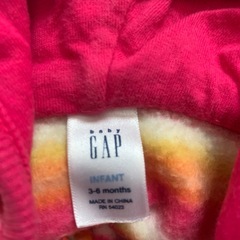 baby
GAP
INFANT
3-6 months
MADE IN CHINA
RN 54023